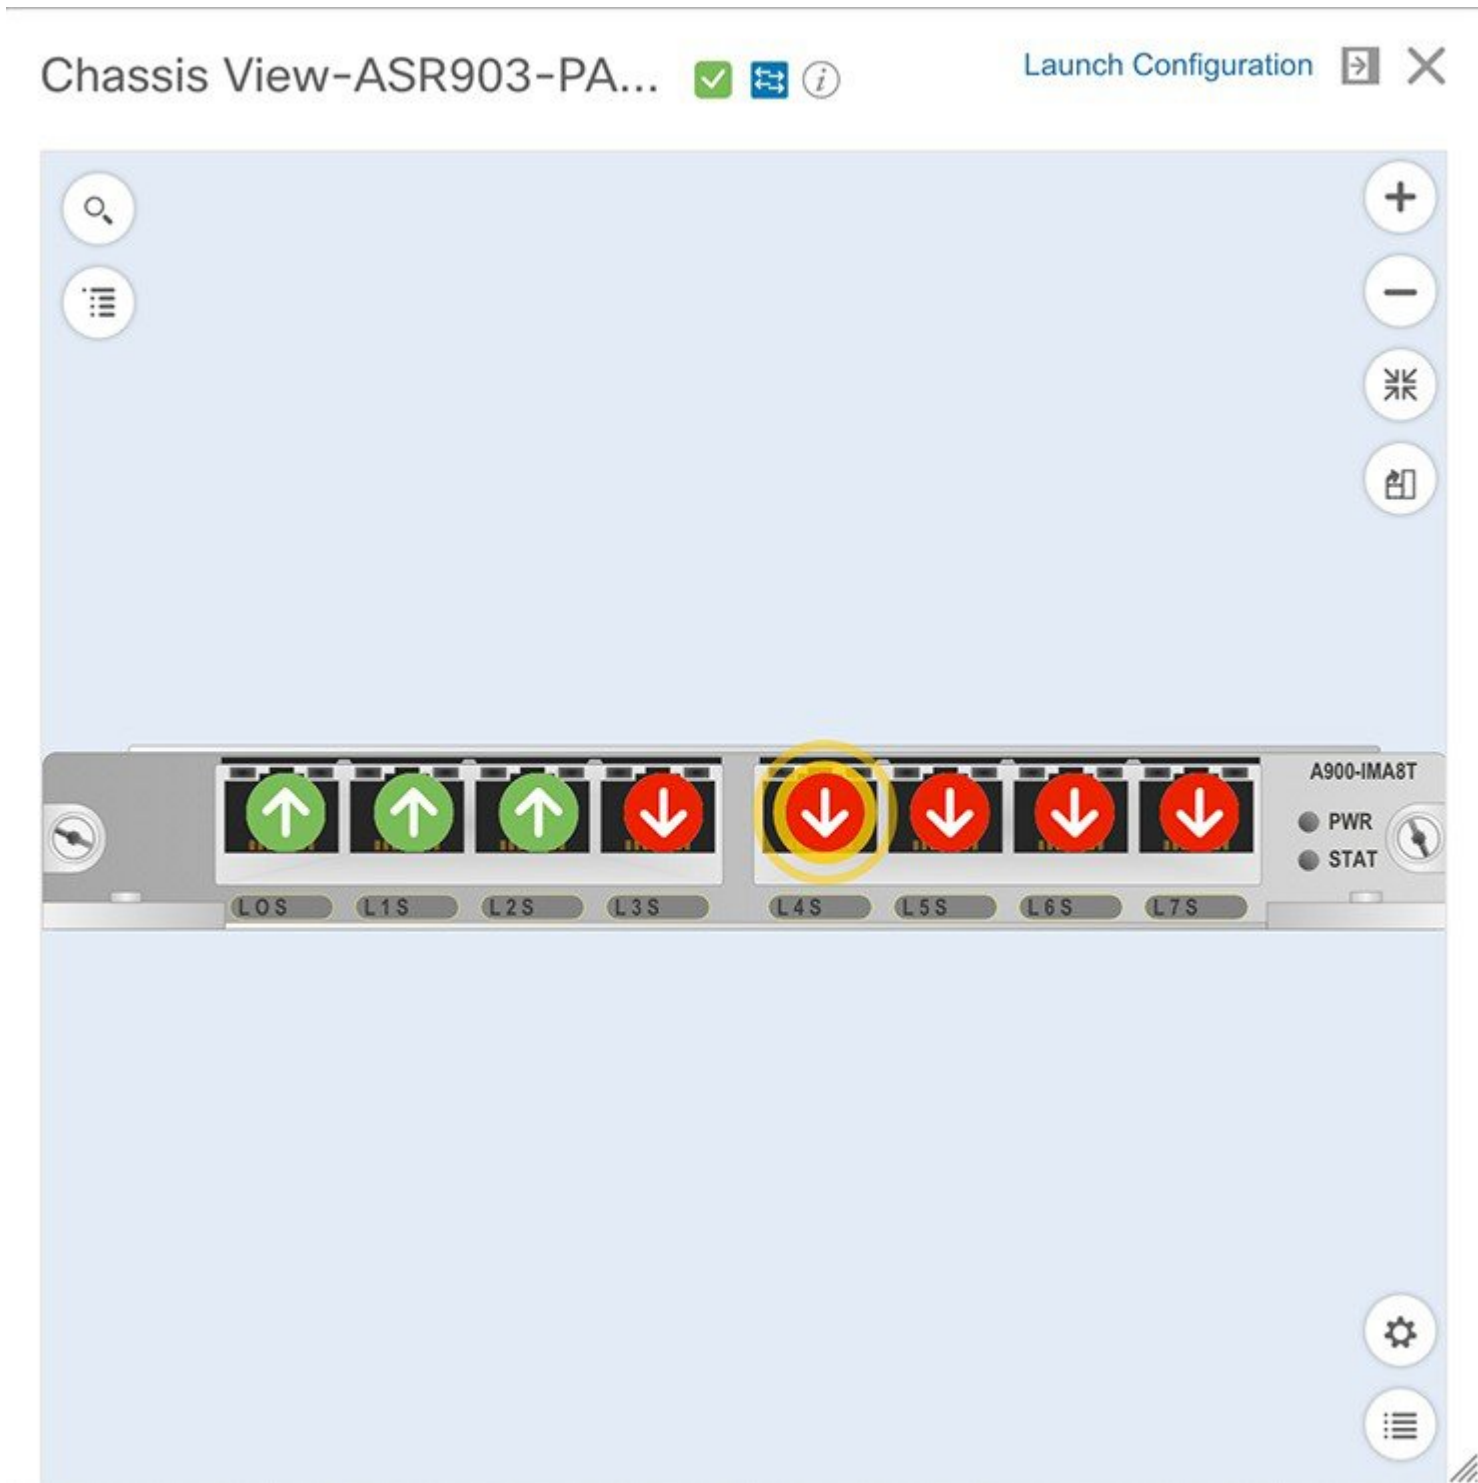 Chassis View-ASR903-PA...
Launch Configuration
A900-IMA8T
PWR
STAT
L0S L1S L2S L3S L4S L5S L6S L7S